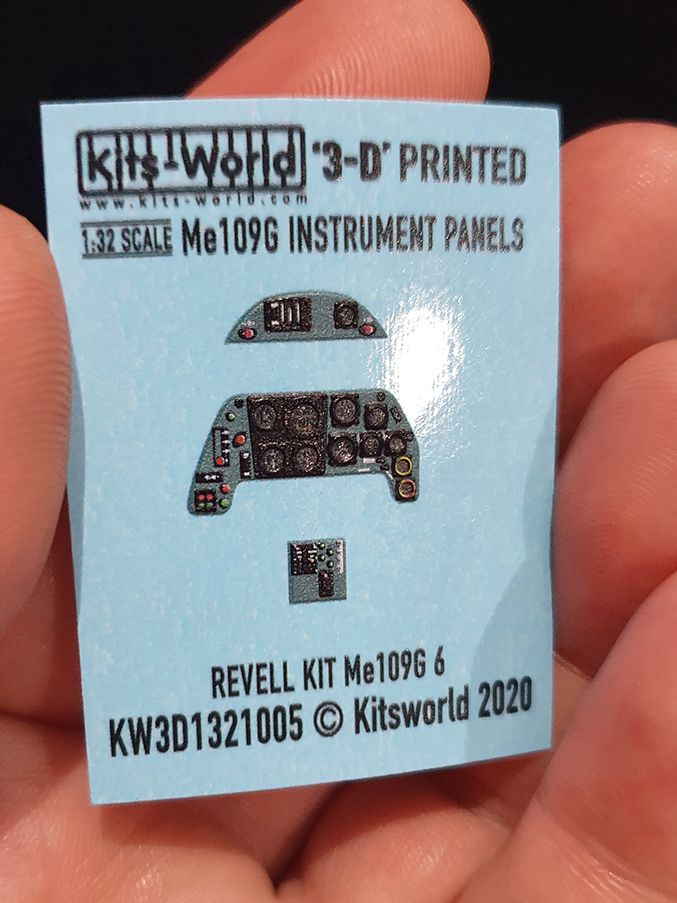 Kits-World '3-D' PRINTED
www.kits-world.com
1:32 SCALE Me109G INSTRUMENT PANELS
REVELL KIT Me109G 6
KW3D1321005 © Kitsworld 2020